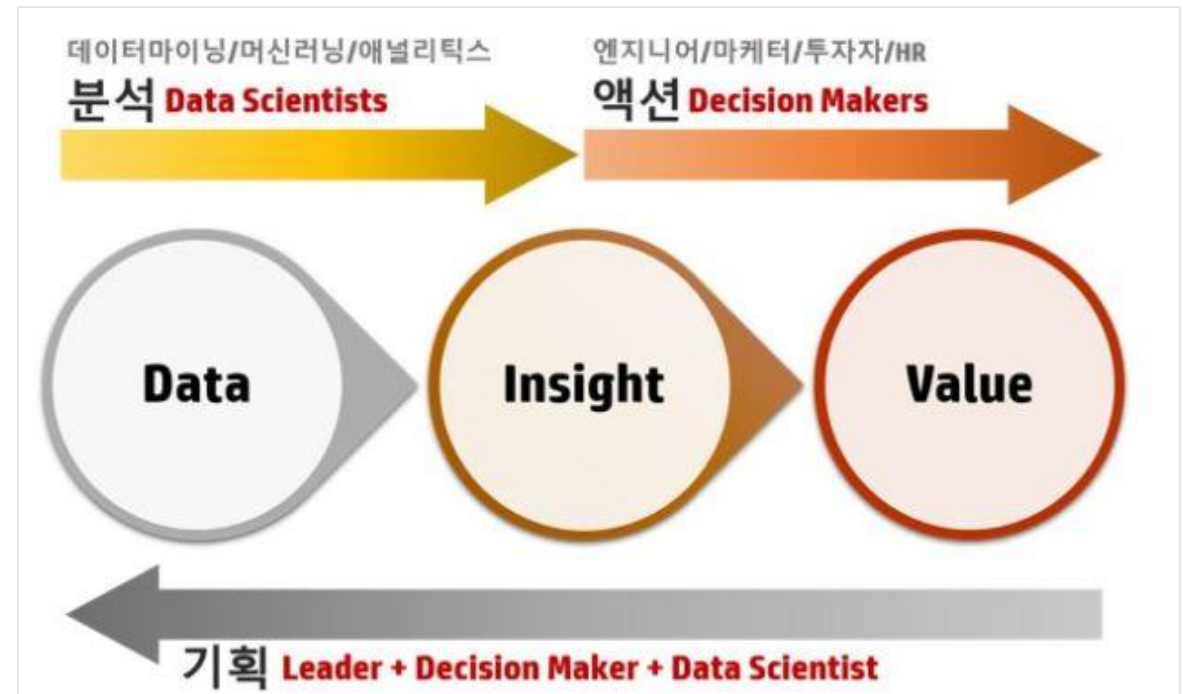 데이터마이닝/머신러닝/애널리틱스
엔지니어/마케터/투자자/HR
분석 Data Scientists
액션 Decision Makers
Data
Insight
Value
기획 Leader + Decision Maker + Data Scientist